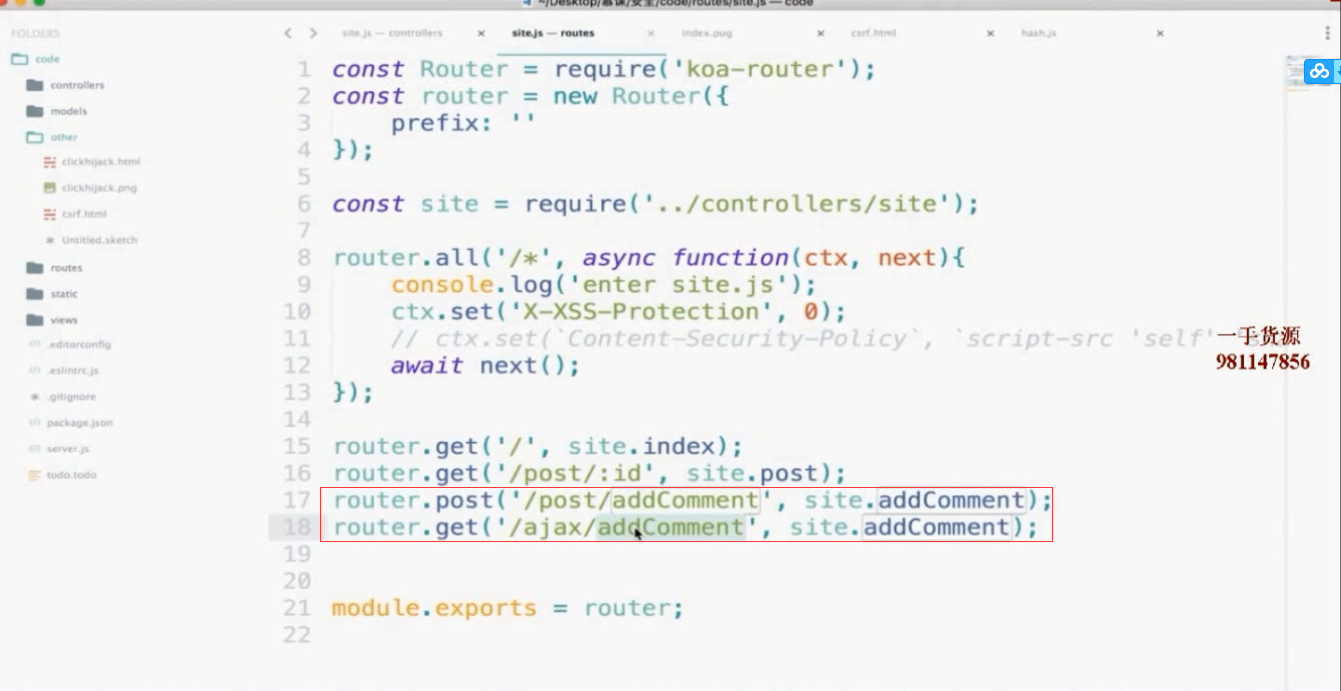 ~/Desktop/慕课/安全/code/routes/site.js — code
FOLDERS
code
controllers
models
other
clickhijack.html
clickhijack.png
csrf.html
Untitled.sketch
routes
static
views
.editorconfig
.eslintrc.js
.gitignore
package.json
server.js
todo.todo
site.js — controllers
site.js — routes
index.pug
csrf.html
hash.js
1 const Router = require('koa-router');
2 const router = new Router({
3 prefix: ''
4 });
5
6 const site = require('../controllers/site');
7
8 router.all('/*', async function(ctx, next){
9 console.log('enter site.js');
10 ctx.set('X-XSS-Protection', 0);
11 // ctx.set(`Content-Security-Policy`, `script-src 'self'
12 await next();
13 });
14
15 router.get('/', site.index);
16 router.get('/post/:id', site.post);
17 router.post('/post/addComment', site.addComment);
18 router.get('/ajax/addComment', site.addComment);
19
20
21 module.exports = router;
22
一手货源
981147856